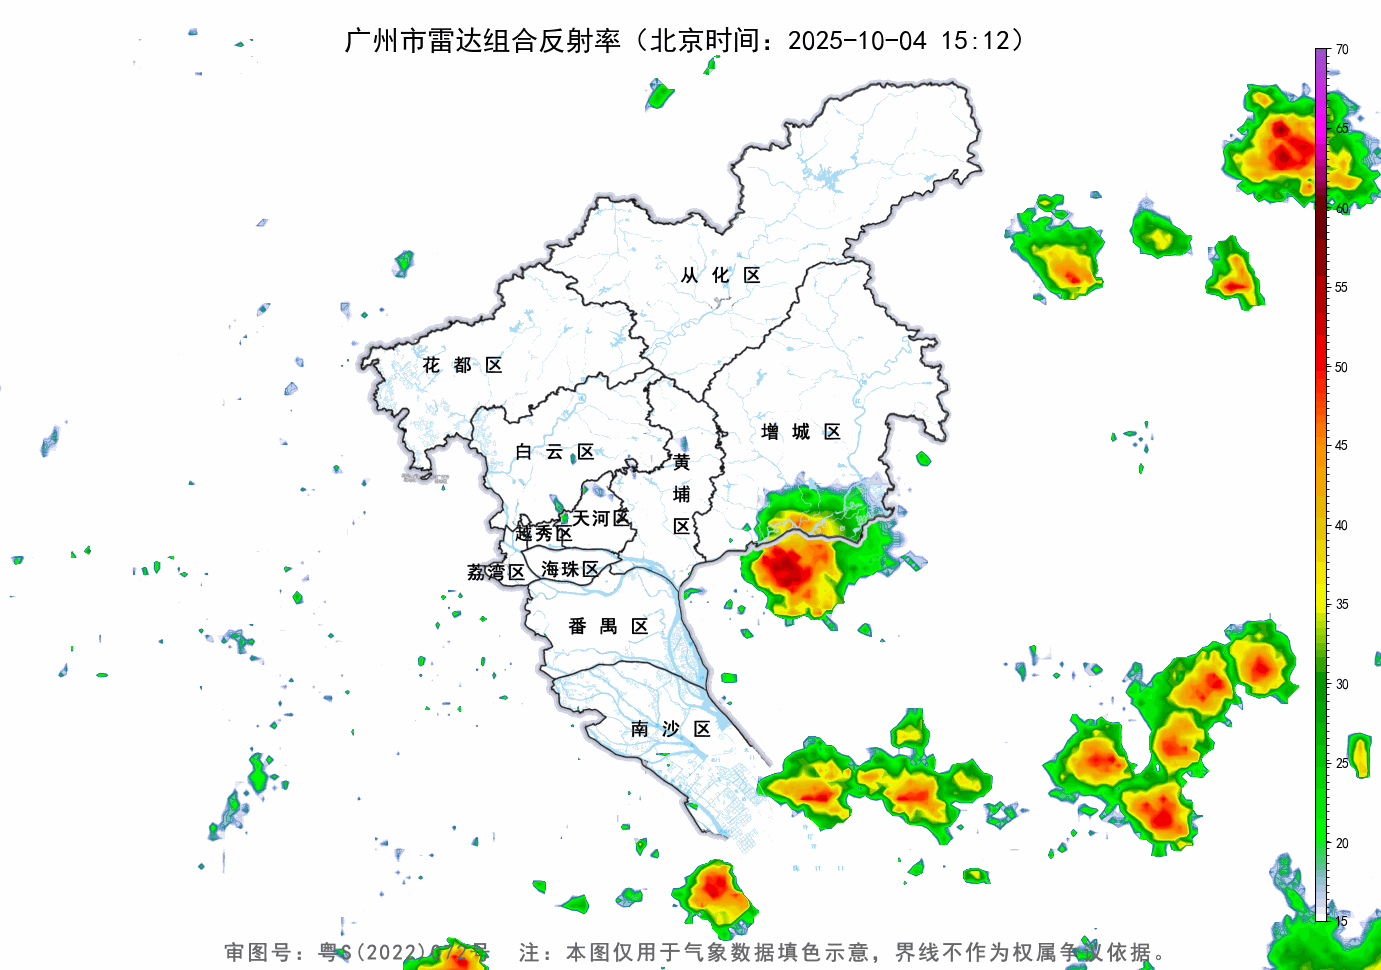 广州市雷达组合反射率（北京时间：2025-10-04 15:12）
70
65
60
55
50
45
40
35
30
25
20
15
从化区
花都区
增城区
白云区
黄埔区
天河区
越秀区
海珠区
荔湾区
番禺区
南沙区
审图号：粤S(2022)072号 注：本图仅用于气象数据填色示意，界线不作为权属争议依据。